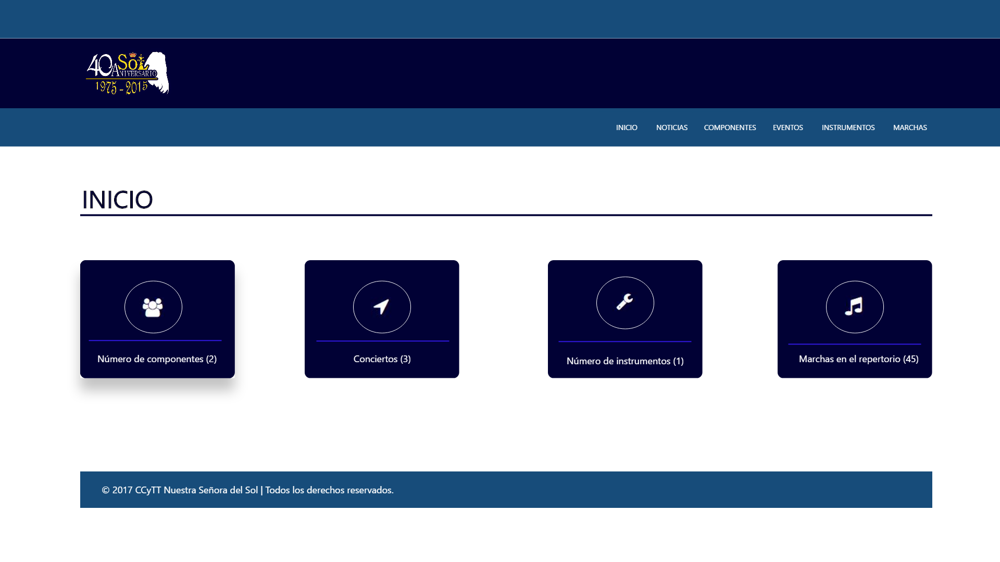 40 SOL
ANIVERSARIO
1975 - 2015
INICIO NOTICIAS COMPONENTES EVENTOS INSTRUMENTOS MARCHAS
INICIO
Número de componentes (2)
Conciertos (3)
Número de instrumentos (1)
Marchas en el repertorio (45)
© 2017 CCyTT Nuestra Señora del Sol | Todos los derechos reservados.